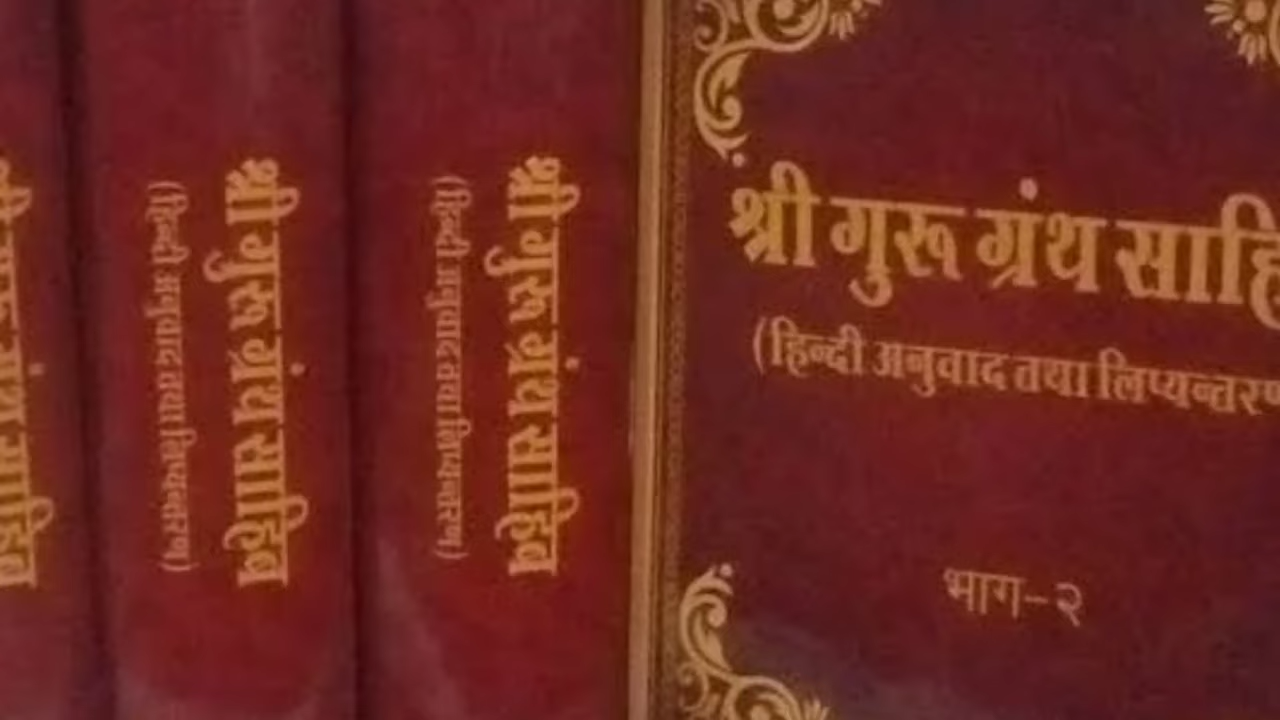 श्री गुरू ग्रंथ साहिब
(हिन्दी अनुवाद तथा लिप्यन्तरण)
श्री गुरू ग्रंथ साहिब
(हिन्दी अनुवाद तथा लिप्यन्तरण)
श्री गुरू ग्रंथ साहिब
श्री गुरू ग्रंथ साहि
(हिन्दी अनुवाद तथा लिप्यन्तरण
भाग-२